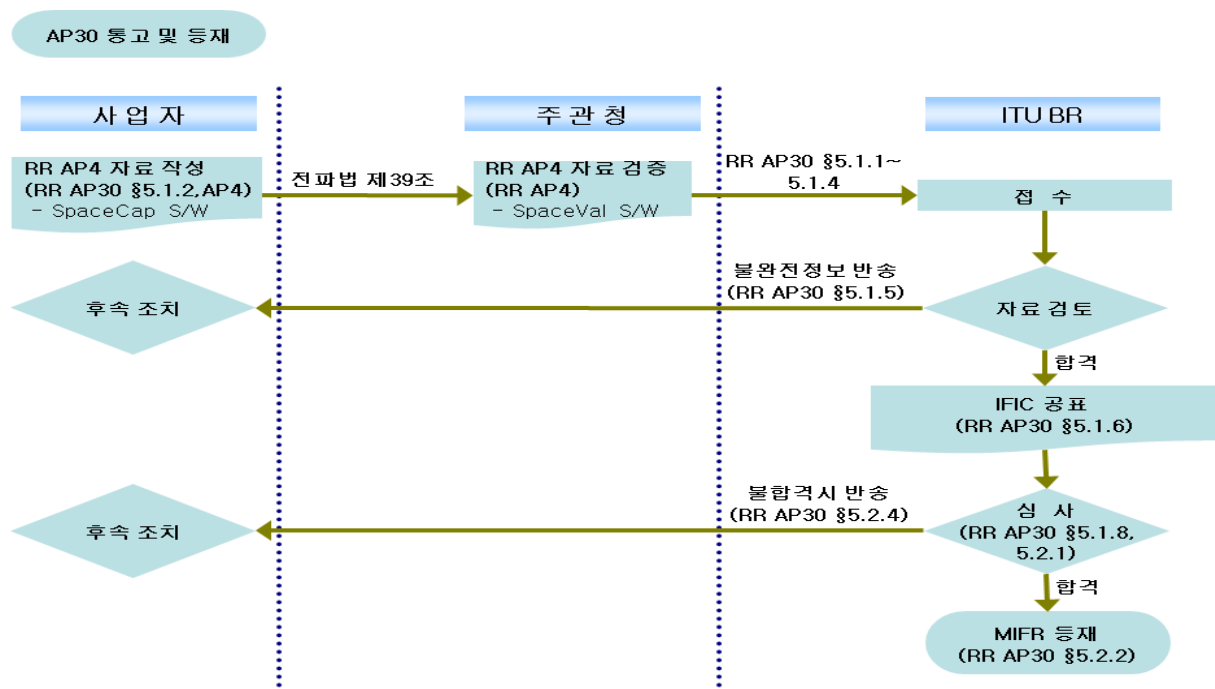 AP30 통고 및 등재
사 업 자
주 관 청
ITU BR
RR AP4 자료 작성
(RR AP30 §5.1.2,AP4)
- SpaceCap S/W
전파법 제39조
RR AP4 자료 검증
(RR AP4)
- SpaceVal S/W
RR AP30 §5.1.1~
5.1.4
접 수
불완전정보 반송
(RR AP30 §5.1.5)
후속 조치
자료 검토
합격
IFIC 공표
(RR AP30 §5.1.6)
불합격시 반송
(RR AP30 §5.2.4)
후속 조치
심 사
(RR AP30 §5.1.8,
5.2.1)
합격
MIFR 등재
(RR AP30 §5.2.2)